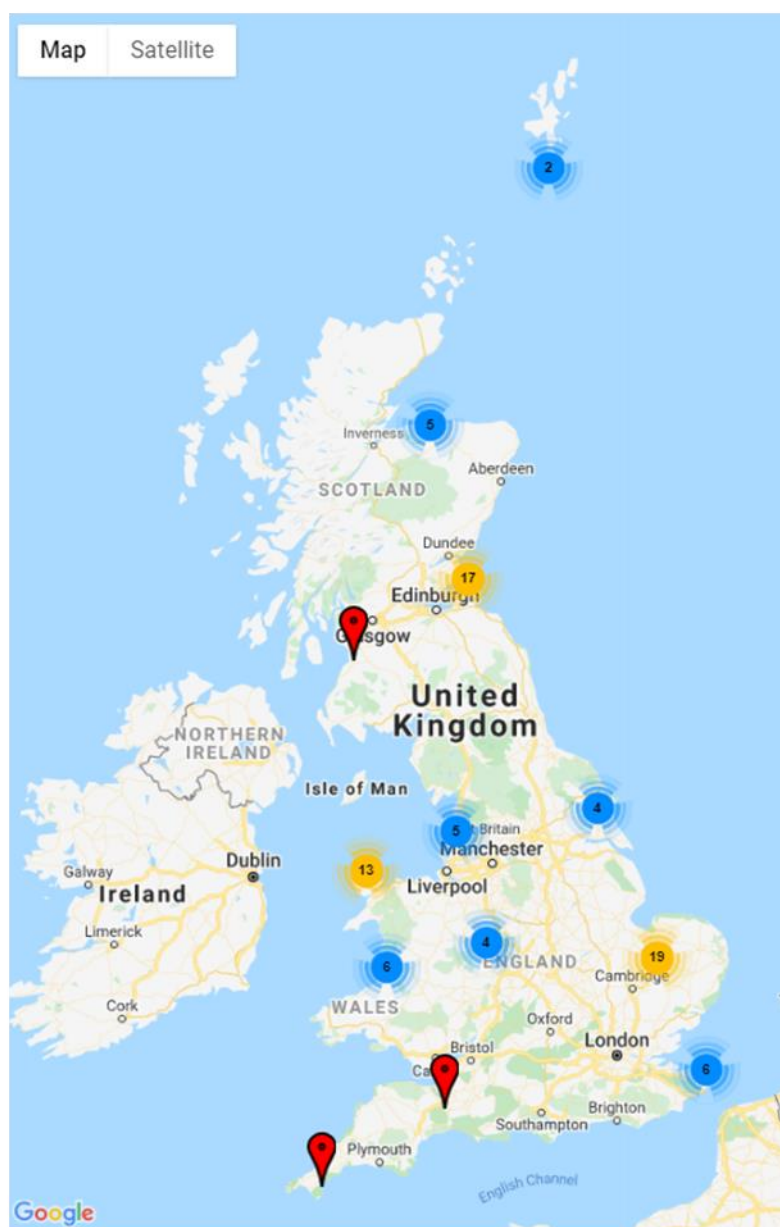 Map Satellite
2
5
Inverness
Aberdeen
SCOTLAND
Dundee
17
Edinburgh
Glasgow
United
Kingdom
NORTHERN
IRELAND
Isle of Man
4
5
t Britain
Manchester
13
Dublin
Galway
Liverpool
Ireland
Limerick
4
ENGLAND
19
6
Cambridge
WALES
Cork
Oxford
London
Bristol
Ca
6
Brighton
Southampton
Plymouth
English Channel
Google